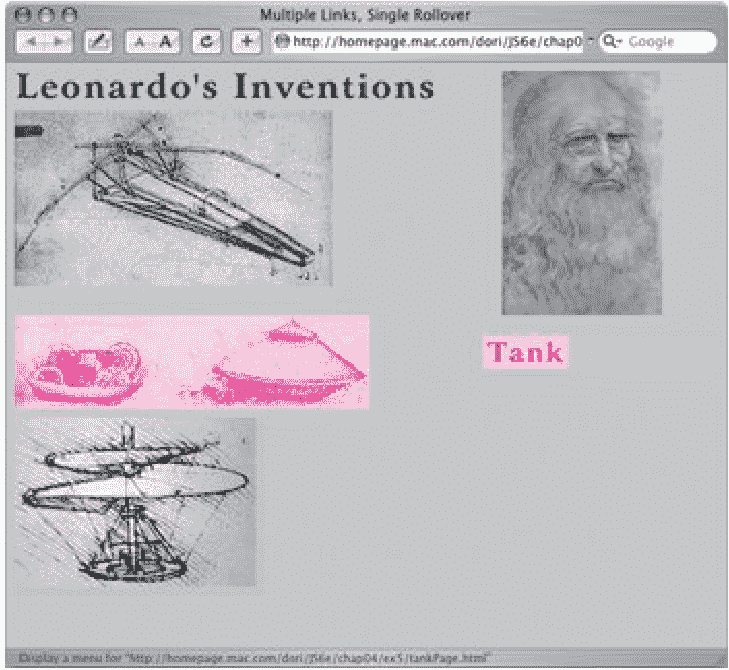 Multiple Links, Single Rollover
A A
http://homepage.mac.com/dori/JS6e/chap0
Google
Leonardo's Inventions
Tank
Display a menu for "http://homepage.mac.com/dori/JS6e/chap04/ex5/tankPage.html"